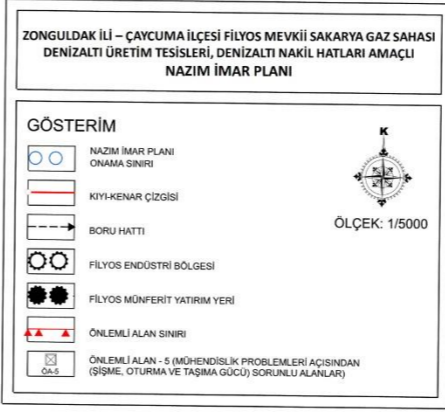 ZONGULDAK İLİ – ÇAYCUMA İLÇESİ FİLYOS MEVKİİ SAKARYA GAZ SAHASI
DENİZALTI ÜRETİM TESİSLERİ, DENİZALTI NAKİL HATLARI AMAÇLI
NAZIM İMAR PLANI
GÖSTERİM
NAZIM İMAR PLANI
ONAMA SINIRI
KIYI-KENAR ÇİZGİSİ
BORU HATTI
FİLYOS ENDÜSTRİ BÖLGESİ
FİLYOS MÜNFERİT YATIRIM YERİ
ÖNLEMLİ ALAN SINIRI
ÖA-5
ÖNLEMLİ ALAN - 5 (MÜHENDİSLİK PROBLEMLERİ AÇISINDAN
(ŞİŞME, OTURMA VE TAŞIMA GÜCÜ) SORUNLU ALANLAR)
K
ÖLÇEK: 1/5000